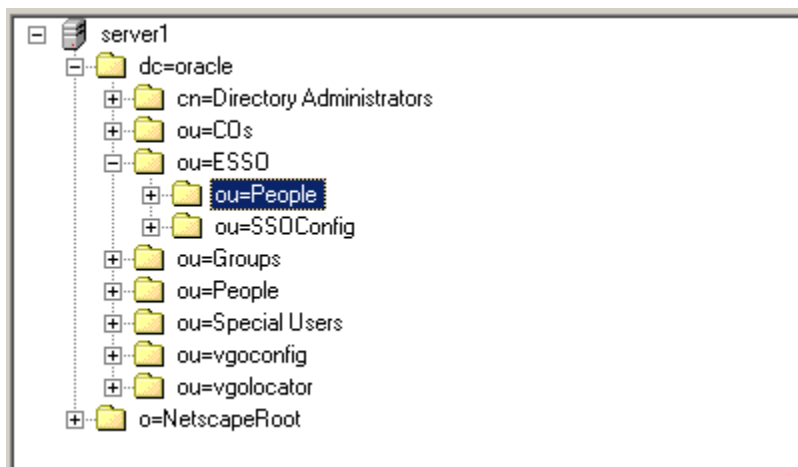 server1
dc=oracle
cn=Directory Administrators
ou=COs
ou=ESSO
ou=People
ou=SSOConfig
ou=Groups
ou=People
ou=Special Users
ou=vgoconfig
ou=vgolocator
o=NetscapeRoot